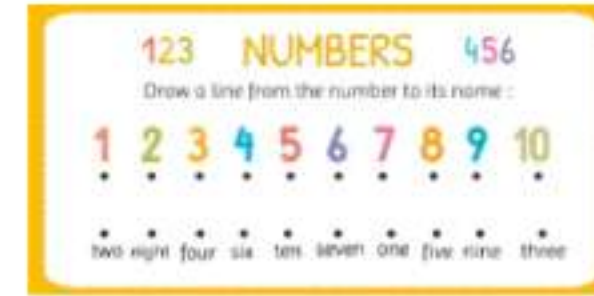 123 NUMBERS 456
Draw a line from the number to its name :
1 2 3 4 5 6 7 8 9 10
two eight four six ten seven one five nine three